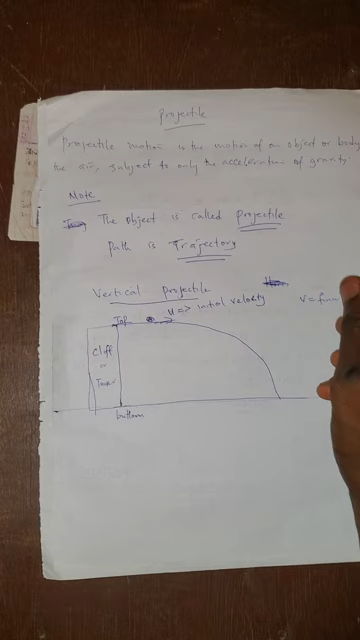 Projectile
Projectile motion is the motion of an object or body
the air, subject to only the acceleration of gravity
Note
The object is called projectile
path is Trajectory
Vertical projectile
u => initial velocity
V =
Top
Cliff
or
Tower
bottom